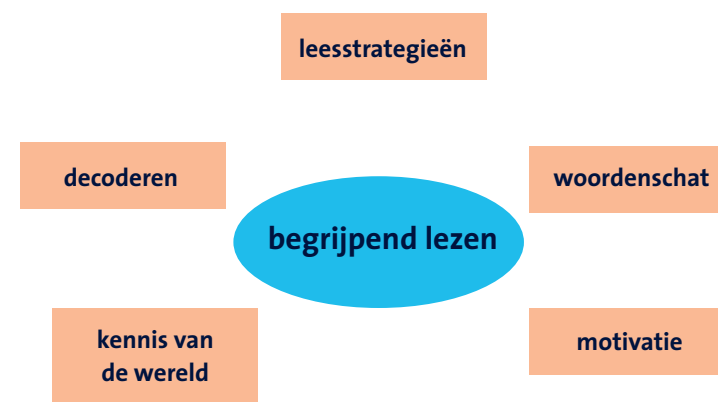 leesstrategieën
decoderen
woordenschat
begrijpend lezen
kennis van
de wereld
motivatie